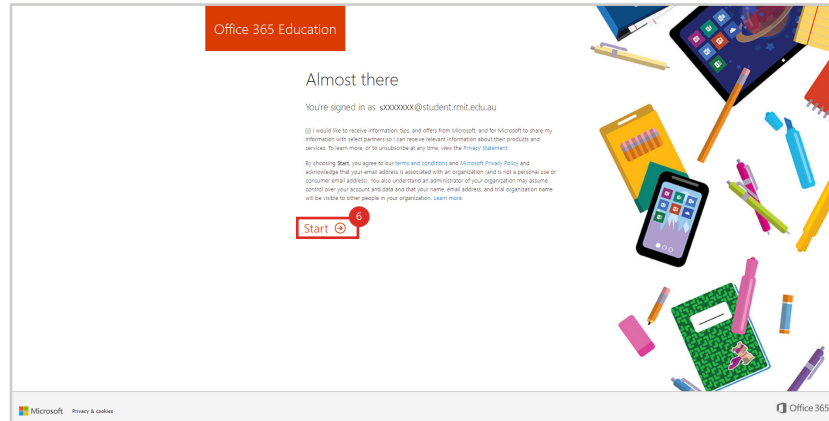 Office 365 Education
Almost there
You're signed in as sxxxxxxx@student.rmit.edu.au
I would like to receive information, tips, and offers from Microsoft, and for Microsoft to share my
information with select partners so I can receive relevant information about their products and
services. To learn more, or to unsubscribe at any time, view the Privacy Statement.
By choosing Start, you agree to our terms and conditions and Microsoft Privacy Policy and
acknowledge that your email address is associated with an organization (and is not a personal use or
consumer email address). You also understand an administrator of your organization may assume
control over your account and data and that your name, email address, and trial organization name
will be visible to other people in your organization. Learn more.
6
Start
Microsoft Privacy & cookies
Office 365